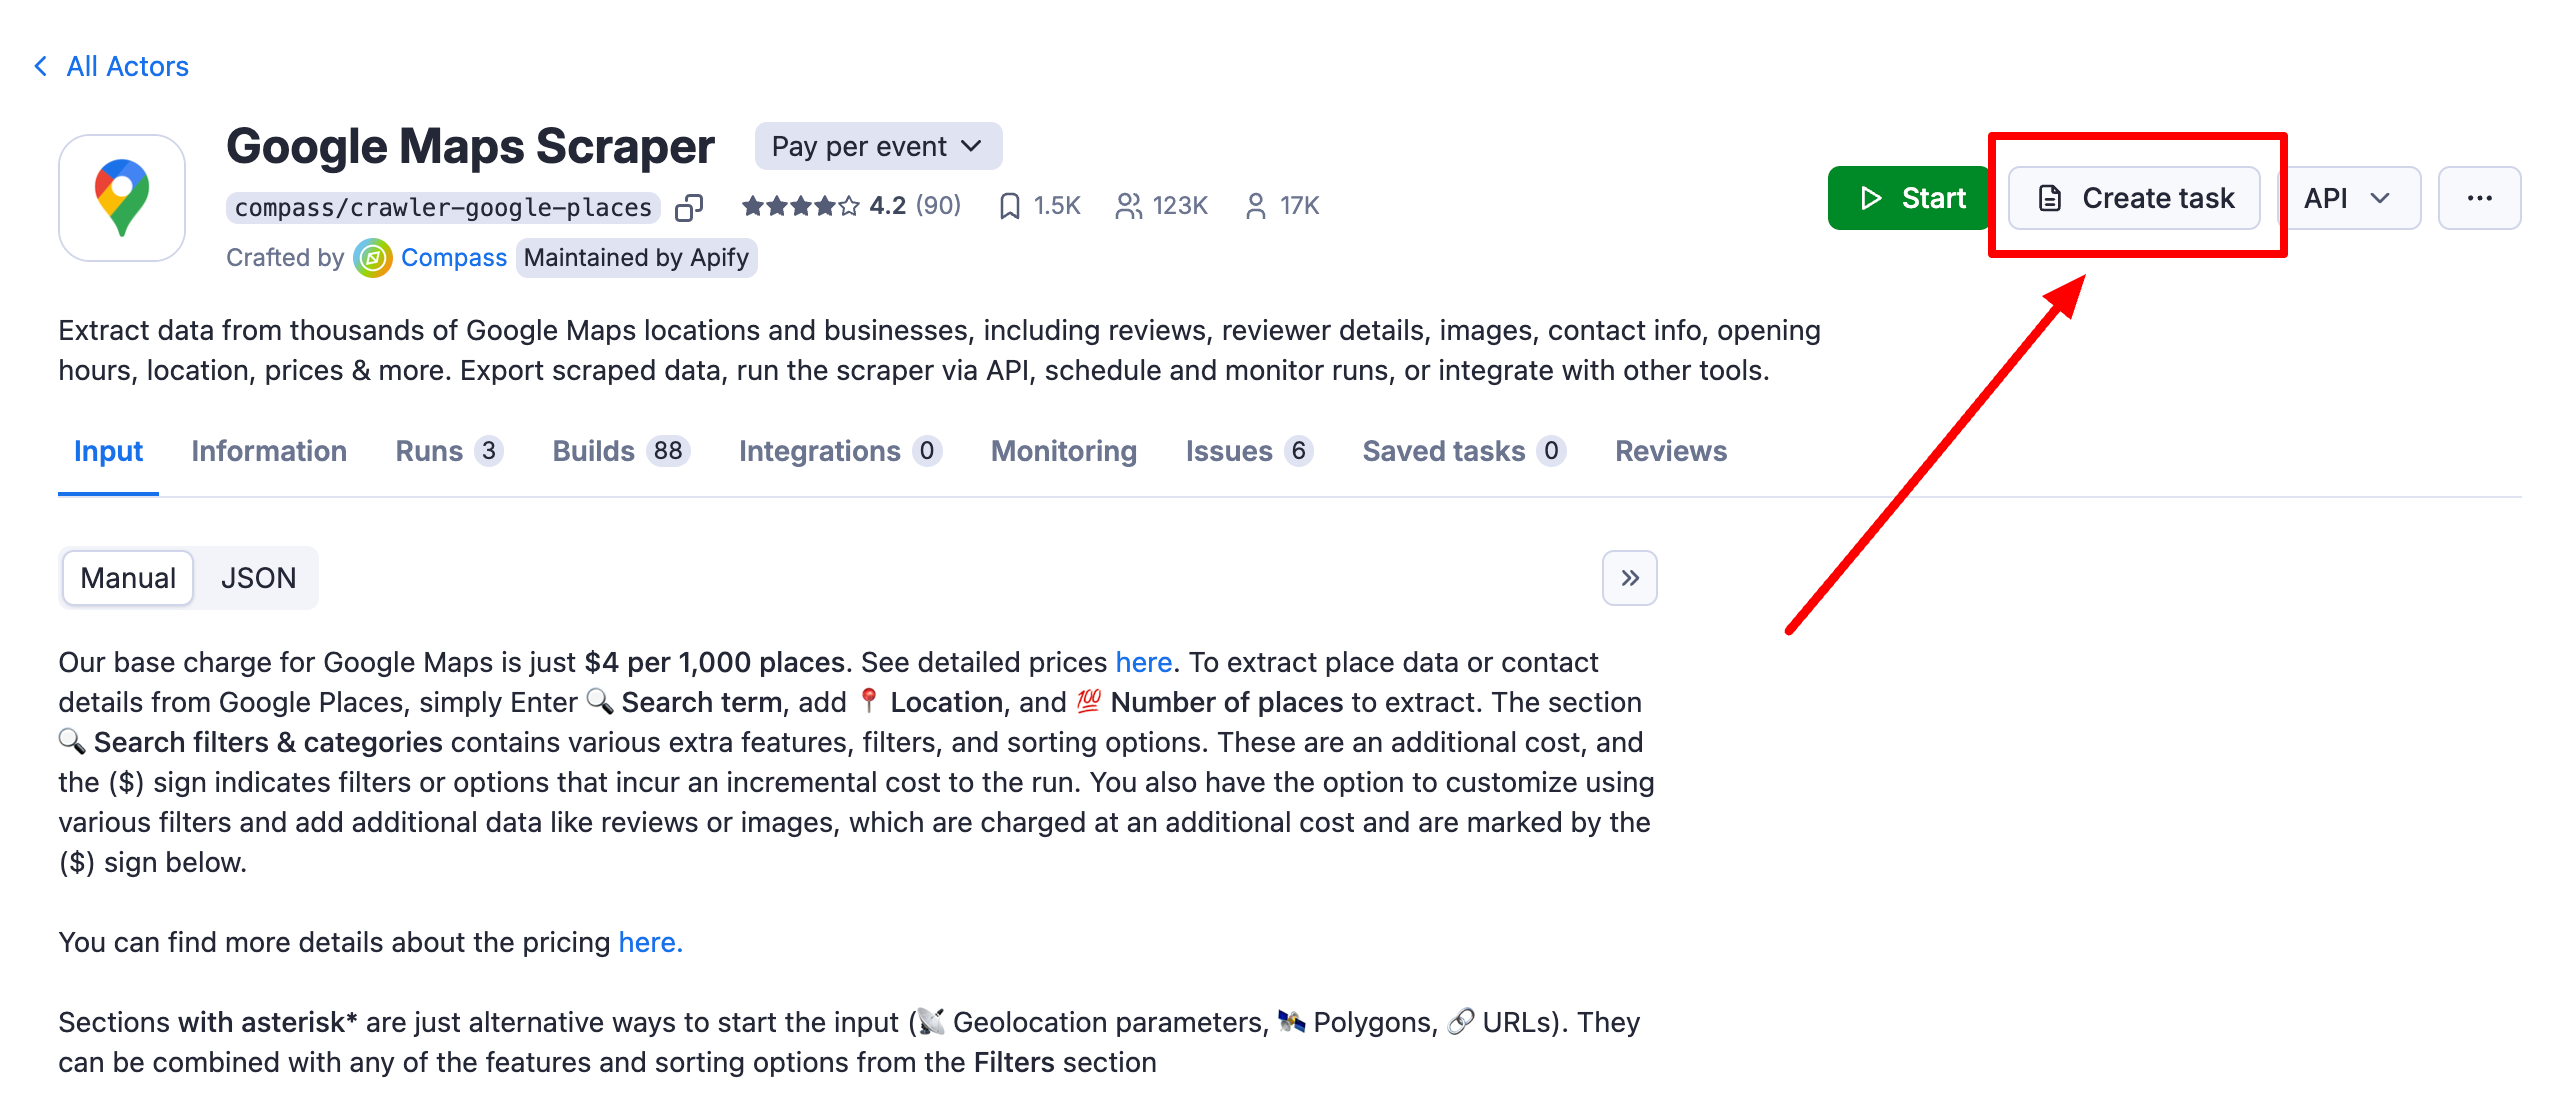 All Actors
Google Maps Scraper Pay per event
compass/crawler-google-places 4.2 (90) 1.5K 123K 17K
Crafted by Compass Maintained by Apify
Start Create task API ...
Extract data from thousands of Google Maps locations and businesses, including reviews, reviewer details, images, contact info, opening
hours, location, prices & more. Export scraped data, run the scraper via API, schedule and monitor runs, or integrate with other tools.
Input Information Runs 3 Builds 88 Integrations 0 Monitoring Issues 6 Saved tasks 0 Reviews
Manual JSON
Our base charge for Google Maps is just $4 per 1,000 places. See detailed prices here. To extract place data or contact
details from Google Places, simply Enter 🔍 Search term, add 📍 Location, and 💯 Number of places to extract. The section
🔍 Search filters & categories contains various extra features, filters, and sorting options. These are an additional cost, and
the ($) sign indicates filters or options that incur an incremental cost to the run. You also have the option to customize using
various filters and add additional data like reviews or images, which are charged at an additional cost and are marked by the
($) sign below.
You can find more details about the pricing here.
Sections with asterisk* are just alternative ways to start the input (📡 Geolocation parameters, 🛰 Polygons, 🔗 URLs). They
can be combined with any of the features and sorting options from the Filters section